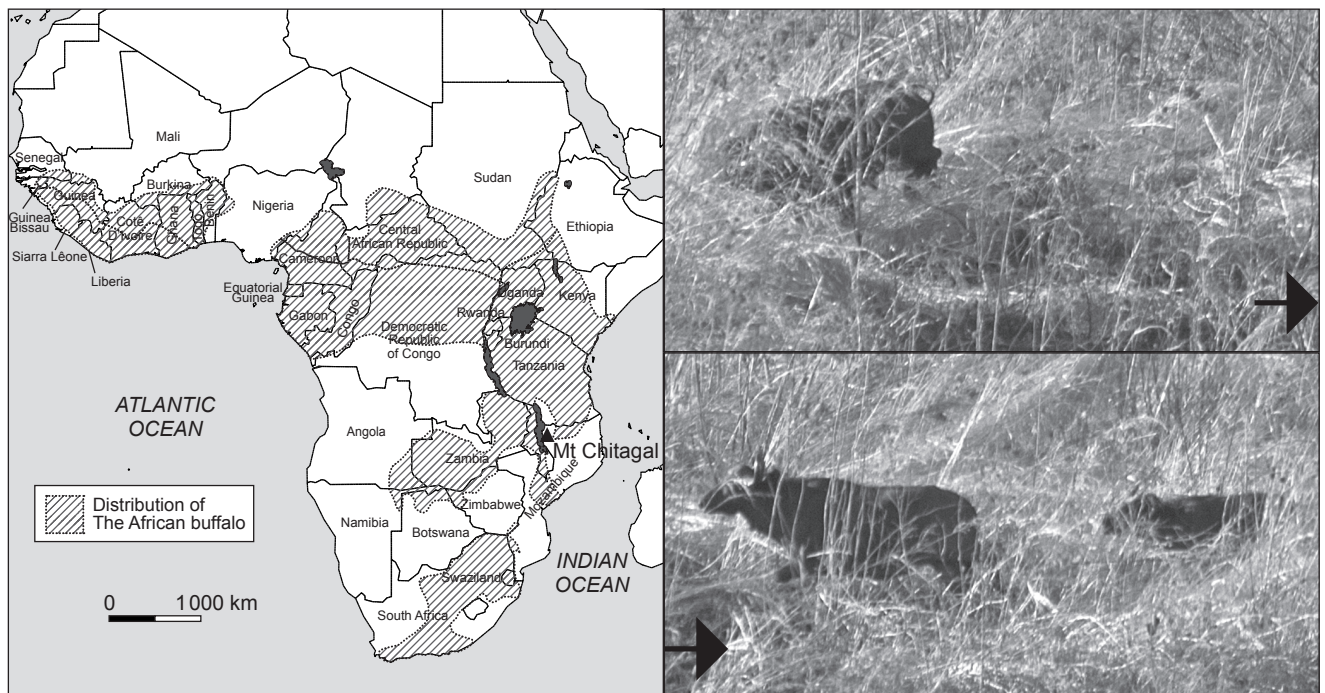 Mali
Senegal
Sudan
Burkina
Guinea
Nigeria
Benin
Guinea
Bissau
Ghana
Togo
Cotê
D'Ivoire
Ethiopia
Central
African Republic
Siarra Lêone
Liberia
Cameroon
Equatorial
Guinea
Uganda
Kenya
Gabon
Congo
Rwanda
Democratic
Republic
of Congo
Burundi
Tanzania
ATLANTIC
OCEAN
Angola
Mt Chitagal
Zambia
Mozambique
Distribution of
The African buffalo
Zimbabwe
Namibia
Botswana
INDIAN
OCEAN
Swaziland
0 1000 km
South Africa